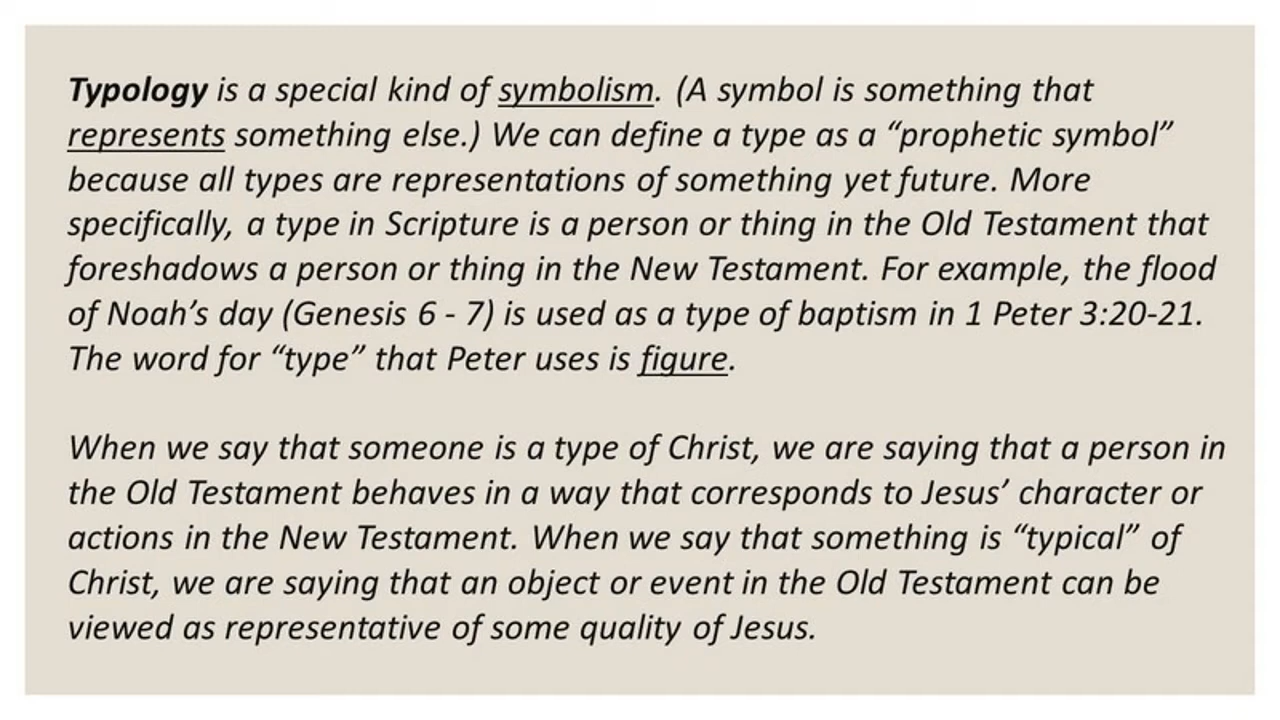 Typology is a special kind of symbolism. (A symbol is something that
represents something else.) We can define a type as a “prophetic symbol”
because all types are representations of something yet future. More
specifically, a type in Scripture is a person or thing in the Old Testament that
foreshadows a person or thing in the New Testament. For example, the flood
of Noah’s day (Genesis 6 - 7) is used as a type of baptism in 1 Peter 3:20-21.
The word for “type” that Peter uses is figure.
When we say that someone is a type of Christ, we are saying that a person in
the Old Testament behaves in a way that corresponds to Jesus’ character or
actions in the New Testament. When we say that something is “typical” of
Christ, we are saying that an object or event in the Old Testament can be
viewed as representative of some quality of Jesus.